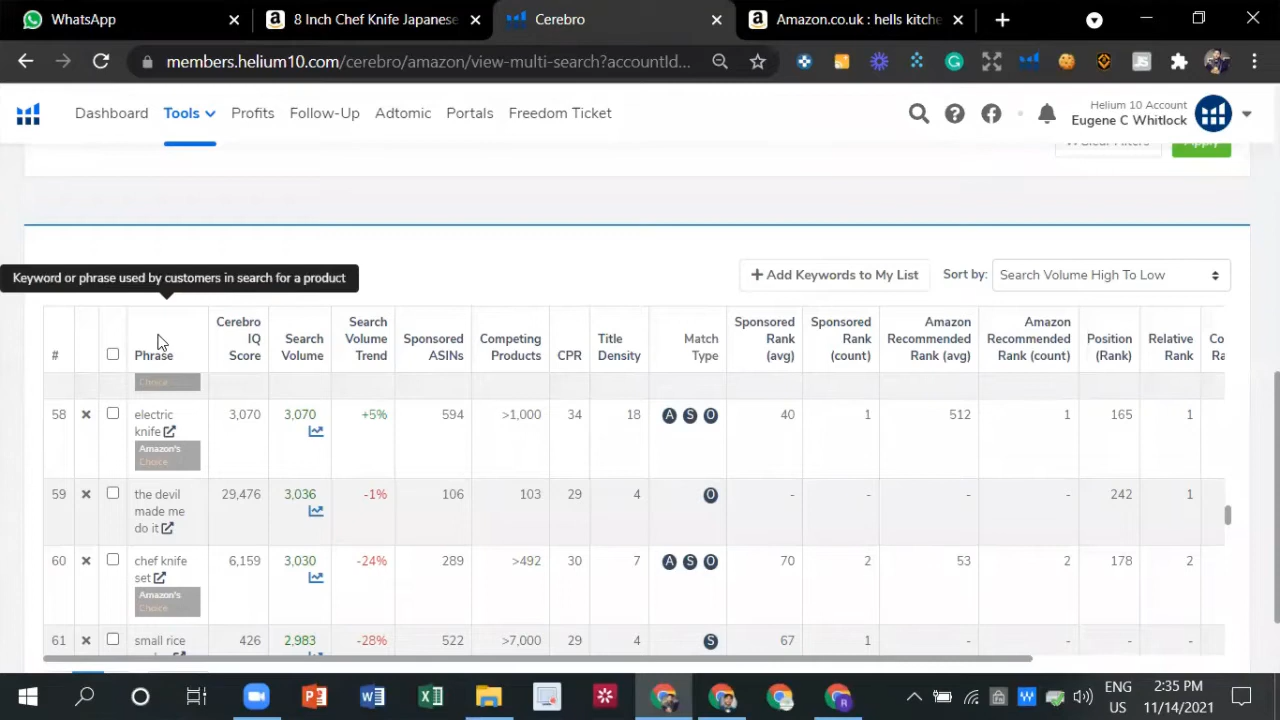 WhatsApp
8 Inch Chef Knife Japanese
Cerebro
Amazon.co.uk : hells kitche
members.helium10.com/cerebro/amazon/view-multi-search?accountId...
Dashboard
Tools
Profits
Follow-Up
Adtomic
Portals
Freedom Ticket
Helium 10 Account
Eugene C Whitlock
Clear Filters
Apply
Keyword or phrase used by customers in search for a product
+ Add Keywords to My List
Sort by:
Search Volume High To Low
#
Phrase
Cerebro
IQ
Score
Search
Volume
Search
Volume
Trend
Sponsored
ASINs
Competing
Products
CPR
Title
Density
Match
Type
Sponsored
Rank
(avg)
Sponsored
Rank
(count)
Amazon
Recommended
Rank (avg)
Amazon
Recommended
Rank (count)
Position
(Rank)
Relative
Rank
Co
Ra
Choice
58
electric
knife
Amazon's
Choice
3,070
3,070
+5%
594
>1,000
34
18
A S O
40
1
512
1
165
1
59
the devil
made me
do it
29,476
3,036
-1%
106
103
29
4
O
-
-
-
-
242
1
60
chef knife
set
Amazon's
Choice
6,159
3,030
-24%
289
>492
30
7
A S O
70
2
53
2
178
2
61
small rice
426
2,983
-28%
522
>7,000
29
4
S
67
1
-
-
-
-
ENG
US
2:35 PM
11/14/2021